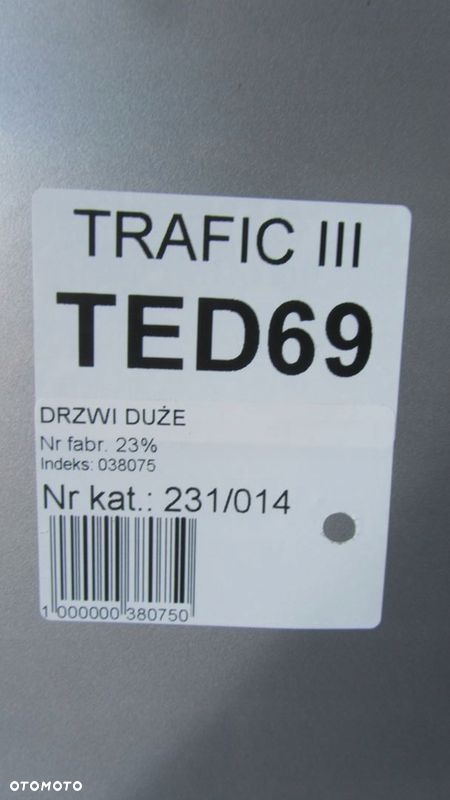 TRAFIC III
TED69
DRZWI DUŻE
Nr fabr. 23%
Indeks: 038075
Nr kat.: 231/014
1 000000 380750
OTOMOTO